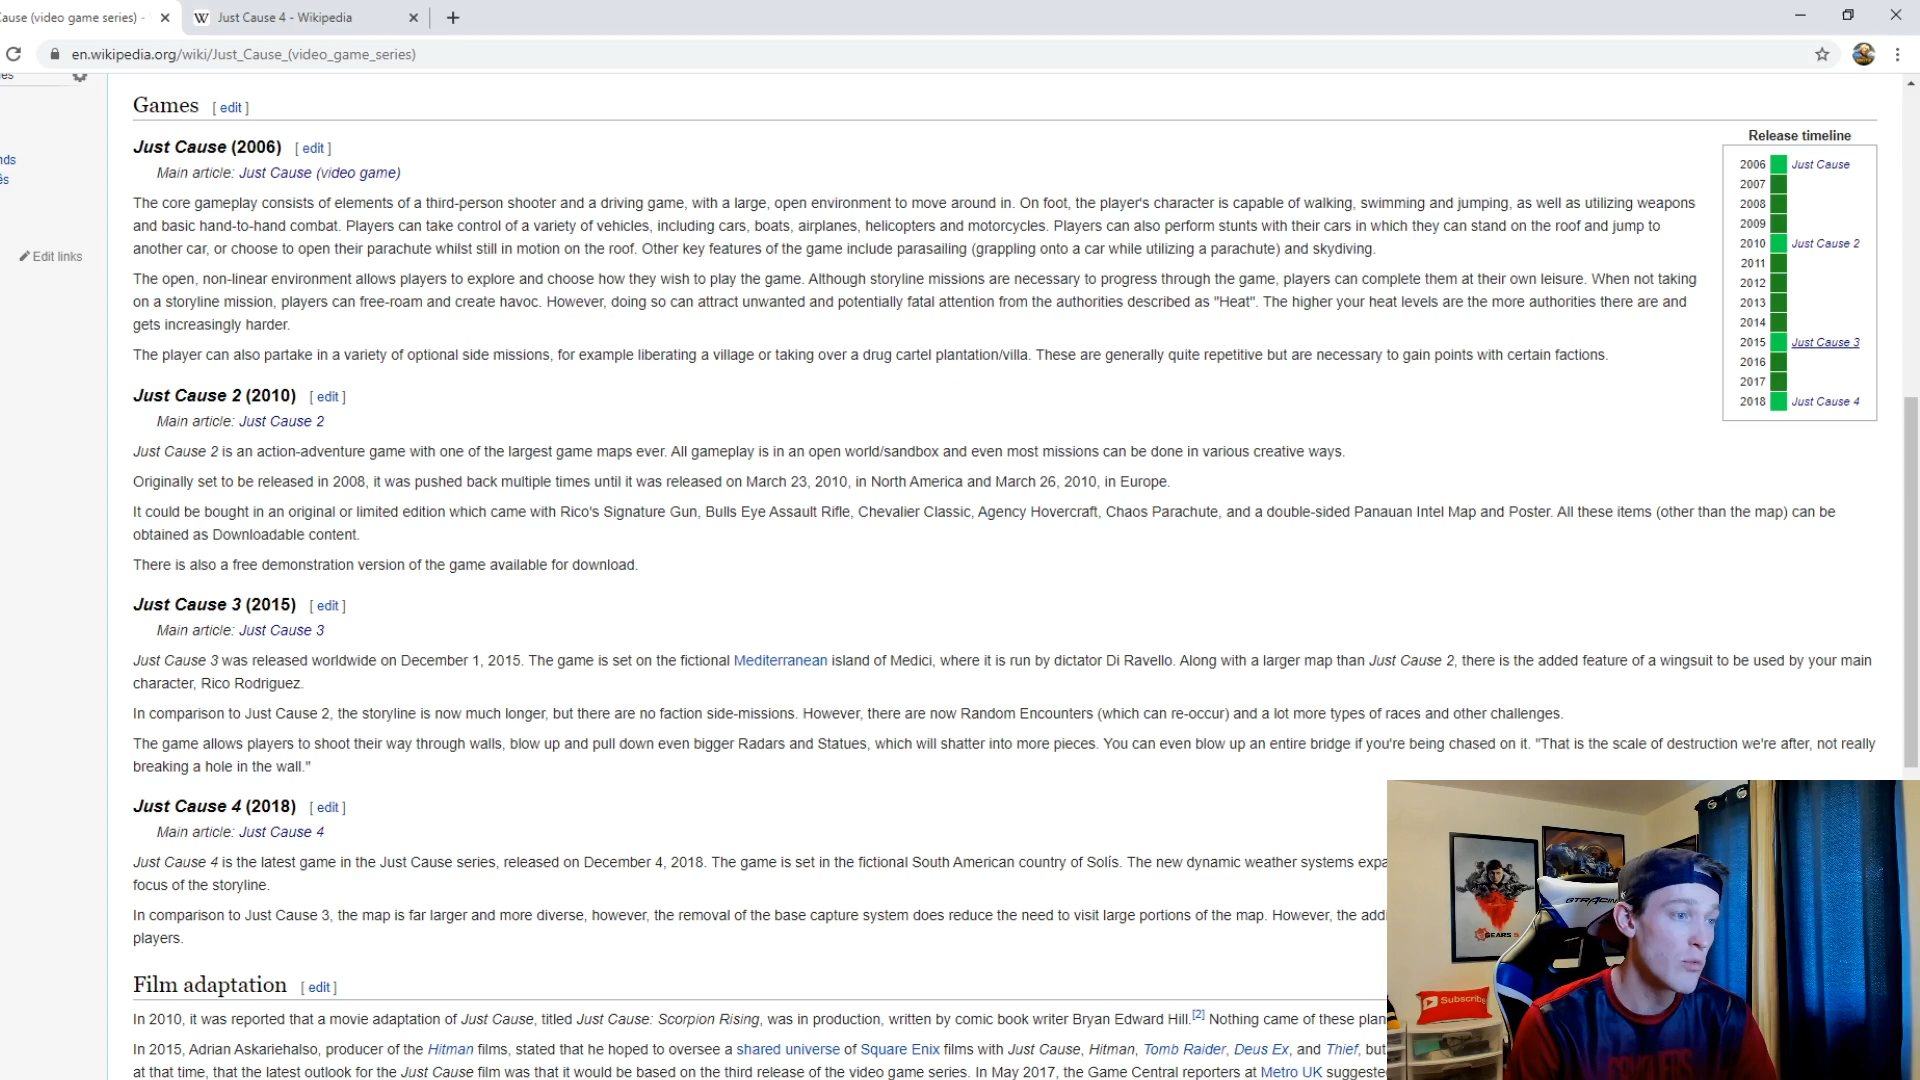 ause (video game series) -
Just Cause 4 - Wikipedia
en.wikipedia.org/wiki/Just_Cause_(video_game_series)
es
nds
ês
Edit links
Games [ edit ]
Just Cause (2006) [ edit ]
Main article: Just Cause (video game)
The core gameplay consists of elements of a third-person shooter and a driving game, with a large, open environment to move around in. On foot, the player's character is capable of walking, swimming and jumping, as well as utilizing weapons
and basic hand-to-hand combat. Players can take control of a variety of vehicles, including cars, boats, airplanes, helicopters and motorcycles. Players can also perform stunts with their cars in which they can stand on the roof and jump to
another car, or choose to open their parachute whilst still in motion on the roof. Other key features of the game include parasailing (grappling onto a car while utilizing a parachute) and skydiving.
The open, non-linear environment allows players to explore and choose how they wish to play the game. Although storyline missions are necessary to progress through the game, players can complete them at their own leisure. When not taking
on a storyline mission, players can free-roam and create havoc. However, doing so can attract unwanted and potentially fatal attention from the authorities described as "Heat". The higher your heat levels are the more authorities there are and
gets increasingly harder.
The player can also partake in a variety of optional side missions, for example liberating a village or taking over a drug cartel plantation/villa. These are generally quite repetitive but are necessary to gain points with certain factions.
Release timeline
2006 Just Cause
2007
2008
2009
2010 Just Cause 2
2011
2012
2013
2014
2015 Just Cause 3
2016
2017
2018 Just Cause 4
Just Cause 2 (2010) [ edit ]
Main article: Just Cause 2
Just Cause 2 is an action-adventure game with one of the largest game maps ever. All gameplay is in an open world/sandbox and even most missions can be done in various creative ways.
Originally set to be released in 2008, it was pushed back multiple times until it was released on March 23, 2010, in North America and March 26, 2010, in Europe.
It could be bought in an original or limited edition which came with Rico's Signature Gun, Bulls Eye Assault Rifle, Chevalier Classic, Agency Hovercraft, Chaos Parachute, and a double-sided Panauan Intel Map and Poster. All these items (other than the map) can be
obtained as Downloadable content.
There is also a free demonstration version of the game available for download.
Just Cause 3 (2015) [ edit ]
Main article: Just Cause 3
Just Cause 3 was released worldwide on December 1, 2015. The game is set on the fictional Mediterranean island of Medici, where it is run by dictator Di Ravello. Along with a larger map than Just Cause 2, there is the added feature of a wingsuit to be used by your main
character, Rico Rodriguez.
In comparison to Just Cause 2, the storyline is now much longer, but there are no faction side-missions. However, there are now Random Encounters (which can re-occur) and a lot more types of races and other challenges.
The game allows players to shoot their way through walls, blow up and pull down even bigger Radars and Statues, which will shatter into more pieces. You can even blow up an entire bridge if you're being chased on it. "That is the scale of destruction we're after, not really
breaking a hole in the wall."
Just Cause 4 (2018) [ edit ]
Main article: Just Cause 4
Just Cause 4 is the latest game in the Just Cause series, released on December 4, 2018. The game is set in the fictional South American country of Solís. The new dynamic weather systems expa
focus of the storyline.
In comparison to Just Cause 3, the map is far larger and more diverse, however, the removal of the base capture system does reduce the need to visit large portions of the map. However, the addi
players.
Film adaptation [ edit ]
In 2010, it was reported that a movie adaptation of Just Cause, titled Just Cause: Scorpion Rising, was in production, written by comic book writer Bryan Edward Hill.[2] Nothing came of these plan
In 2015, Adrian Askariehalso, producer of the Hitman films, stated that he hoped to oversee a shared universe of Square Enix films with Just Cause, Hitman, Tomb Raider, Deus Ex, and Thief, but
at that time, that the latest outlook for the Just Cause film was that it would be based on the third release of the video game series. In May 2017, the Game Central reporters at Metro UK suggeste
GEARS 5
GTRACIN
Subscribe